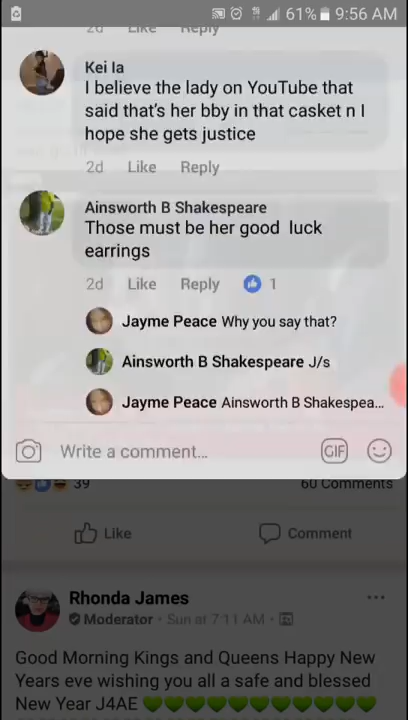 61% 9:56 AM
2d Like Reply
Kei Ia
I believe the lady on YouTube that
said that's her bby in that casket n I
hope she gets justice
2d Like Reply
Ainsworth B Shakespeare
Those must be her good luck
earrings
2d Like Reply 1
Jayme Peace Why you say that?
Ainsworth B Shakespeare J/s
Jayme Peace Ainsworth B Shakespea...
Write a comment... GIF
39 60 Comments
Like Comment
Rhonda James ...
Moderator · Sun at 7:11 AM ·
Good Morning Kings and Queens Happy New
Years eve wishing you all a safe and blessed
New Year J4AE 💚💚💚💚💚💚💚💚💚💚💚